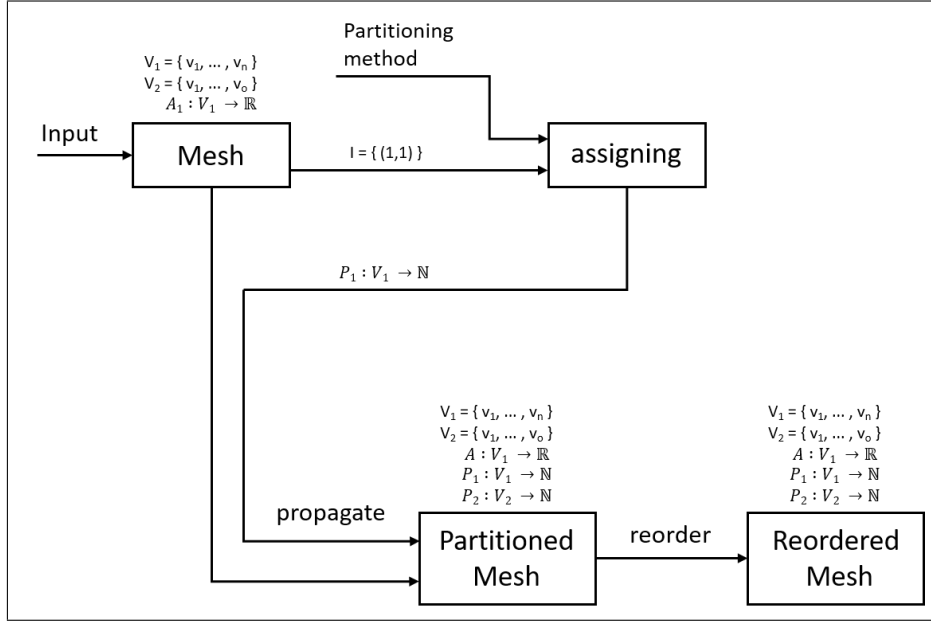 Partitioning
method
V₁ = { v₁, ... , vₙ }
V₂ = { v₁, ... , vₒ }
A₁ : V₁ → ℝ
Input
Mesh
I = { (1,1) }
assigning
P₁ : V₁ → ℕ
V₁ = { v₁, ... , vₙ }
V₂ = { v₁, ... , vₒ }
A : V₁ → ℝ
P₁ : V₁ → ℕ
P₂ : V₂ → ℕ
V₁ = { v₁, ... , vₙ }
V₂ = { v₁, ... , vₒ }
A : V₁ → ℝ
P₁ : V₁ → ℕ
P₂ : V₂ → ℕ
propagate
Partitioned
Mesh
reorder
Reordered
Mesh